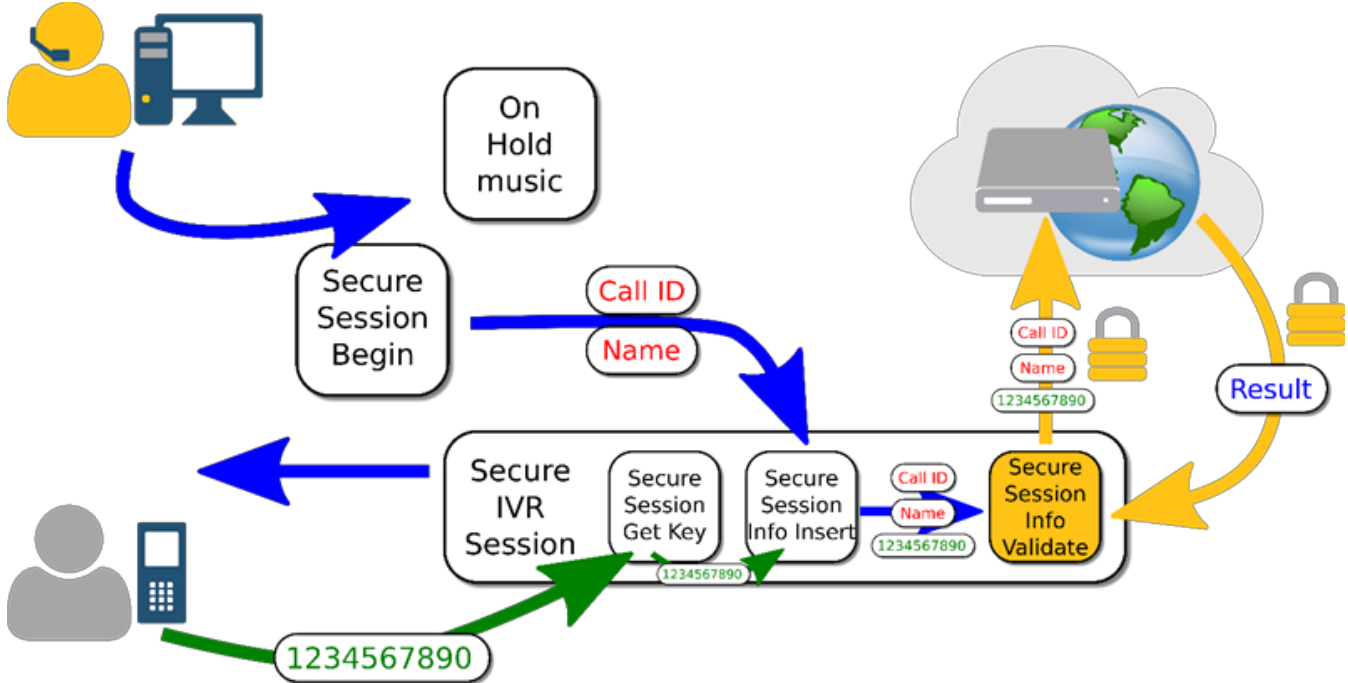 On
Hold
music
Secure
Session
Begin
Call ID
Name
Call ID
Name
1234567890
Result
Secure
IVR
Session
Secure
Session
Get Key
1234567890
Secure
Session
Info Insert
Call ID
Name
1234567890
Secure
Session
Info
Validate
1234567890